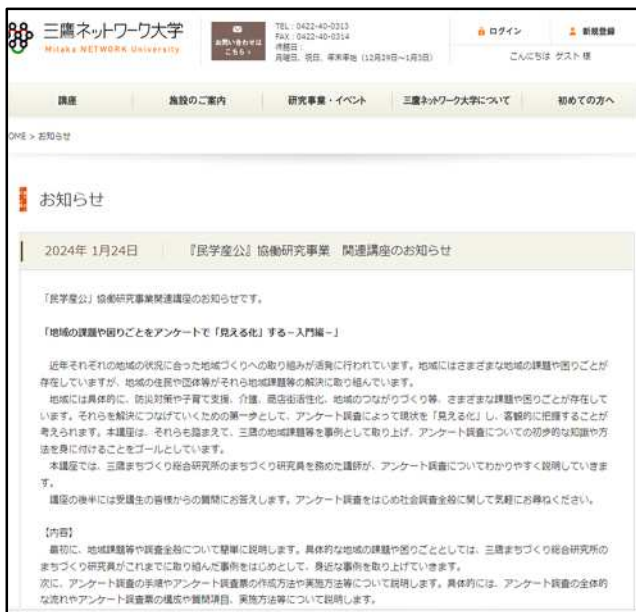 三鷹ネットワーク大学
Mitaka NETWORK University
お問い合わせは
こちら
TEL：0422-40-0313
FAX：0422-40-0314
休館日：
月曜日、祝日、年末年始（12月29日～1月3日）
ログイン
新規登録
こんにちは ゲスト 様
講座
施設のご案内
研究事業・イベント
三鷹ネットワーク大学について
初めての方へ
OME > お知らせ
お知らせ
2024年 1月24日 『民学産公』協働研究事業 関連講座のお知らせ
「民学産公」協働研究事業関連講座のお知らせです。
「地域の課題や困りごとをアンケートで「見える化」する－入門編－」
近年それぞれの地域の状況に合った地域づくりへの取り組みが活発に行われています。地域にはさまざまな地域の課題や困りごとが
存在していますが、地域の住民や団体等がそれら地域課題等の解決に取り組んでいます。
地域には具体的に、防災対策や子育て支援、介護、商店街活性化、地域のつながりづくり等、さまざまな課題や困りごとが存在して
います。それらを解決につなげていくための第一歩として、アンケート調査によって現状を「見える化」し、客観的に把握することが
考えられます。本講座は、それらも踏まえて、三鷹の地域課題等を事例として取り上げ、アンケート調査についての初歩的な知識や方
法を身に付けることをゴールとしています。
本講座では、三鷹まちづくり総合研究所のまちづくり研究員を務めた講師が、アンケート調査についてわかりやすく説明していきま
す。
講座の後半には受講生の皆様からの質問にお答えします。アンケート調査をはじめ社会調査全般に関して気軽にお尋ねください。
【内容】
最初に、地域課題等や調査全般について簡単に説明します。具体的な地域の課題や困りごととしては、三鷹まちづくり総合研究所の
まちづくり研究員がこれまでに取り組んだ事例をはじめとして、身近な事例を取り上げていきます。
次に、アンケート調査の手順やアンケート調査票の作成方法や実施方法等について説明します。具体的には、アンケート調査の全体的
な流れやアンケート調査票の構成や質問項目、実施方法等について説明します。